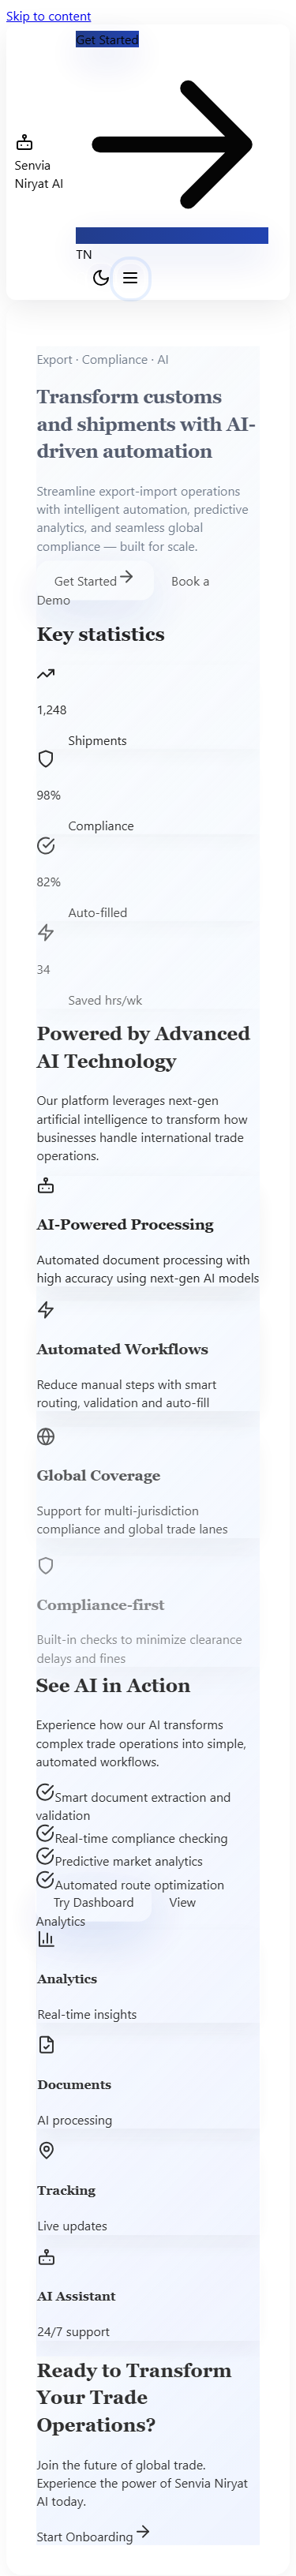 Skip to content
Get Started
Senvia
Niryat AI
TN
Export · Compliance · AI
Transform customs
and shipments with AI-
driven automation
Streamline export-import operations
with intelligent automation, predictive
analytics, and seamless global
compliance — built for scale.
Get Started
Book a
Demo
Key statistics
1,248
Shipments
98%
Compliance
82%
Auto-filled
34
Saved hrs/wk
Powered by Advanced
AI Technology
Our platform leverages next-gen
artificial intelligence to transform how
businesses handle international trade
operations.
AI-Powered Processing
Automated document processing with
high accuracy using next-gen AI models
Automated Workflows
Reduce manual steps with smart
routing, validation and auto-fill
Global Coverage
Support for multi-jurisdiction
compliance and global trade lanes
Compliance-first
Built-in checks to minimize clearance
delays and fines
See AI in Action
Experience how our AI transforms
complex trade operations into simple,
automated workflows.
Smart document extraction and
validation
Real-time compliance checking
Predictive market analytics
Automated route optimization
Try Dashboard
View
Analytics
Analytics
Real-time insights
Documents
AI processing
Tracking
Live updates
AI Assistant
24/7 support
Ready to Transform
Your Trade
Operations?
Join the future of global trade.
Experience the power of Senvia Niryat
AI today.
Start Onboarding